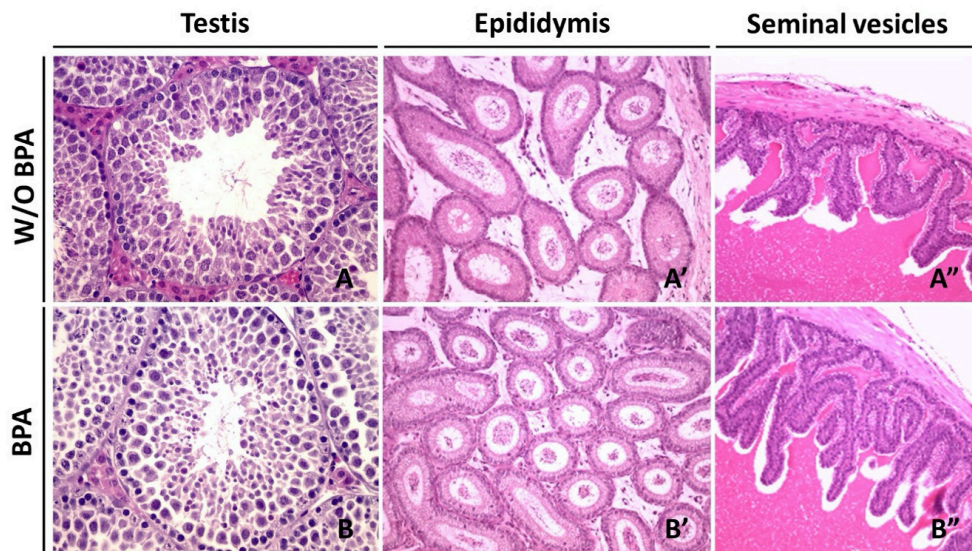 Testis Epididymis Seminal vesicles
W/O BPA
A A’ A”
BPA
B B’ B”